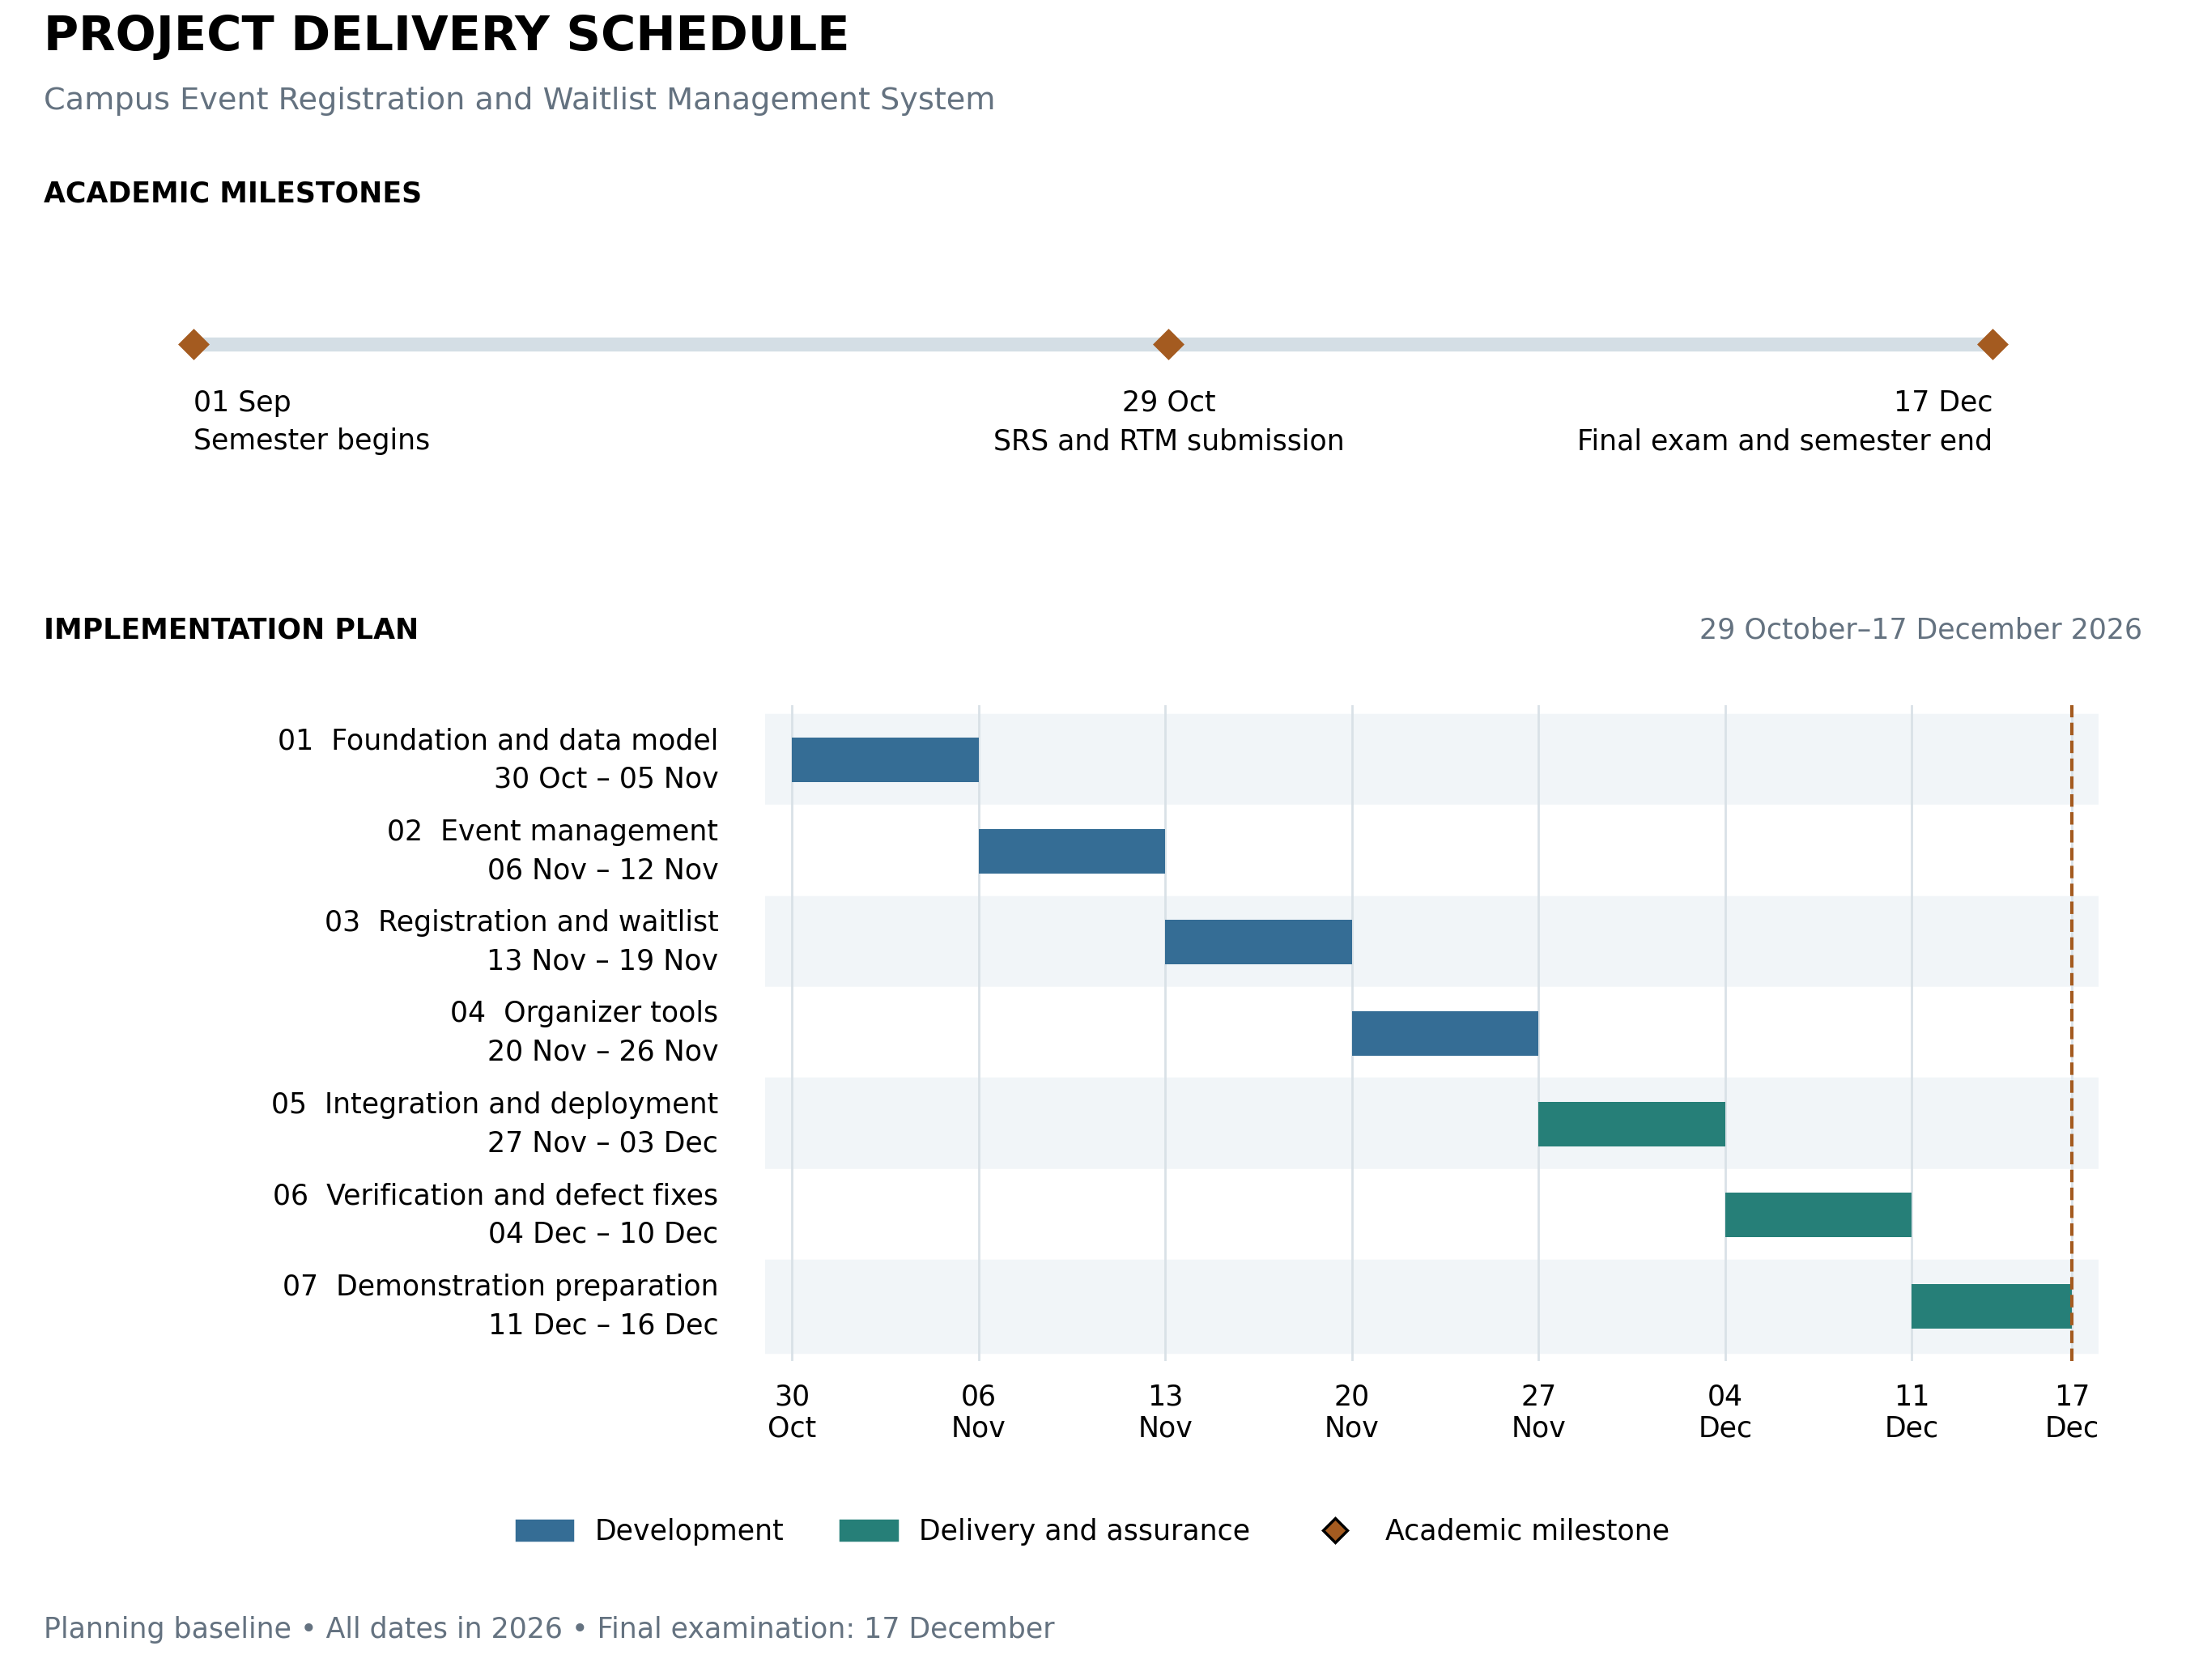 PROJECT DELIVERY SCHEDULE
Campus Event Registration and Waitlist Management System
ACADEMIC MILESTONES
01 Sep
Semester begins
29 Oct
SRS and RTM submission
17 Dec
Final exam and semester end
IMPLEMENTATION PLAN
29 October–17 December 2026
01 Foundation and data model
30 Oct – 05 Nov
02 Event management
06 Nov – 12 Nov
03 Registration and waitlist
13 Nov – 19 Nov
04 Organizer tools
20 Nov – 26 Nov
05 Integration and deployment
27 Nov – 03 Dec
06 Verification and defect fixes
04 Dec – 10 Dec
07 Demonstration preparation
11 Dec – 16 Dec
30
Oct
06
Nov
13
Nov
20
Nov
27
Nov
04
Dec
11
Dec
17
Dec
Development
Delivery and assurance
Academic milestone
Planning baseline • All dates in 2026 • Final examination: 17 December